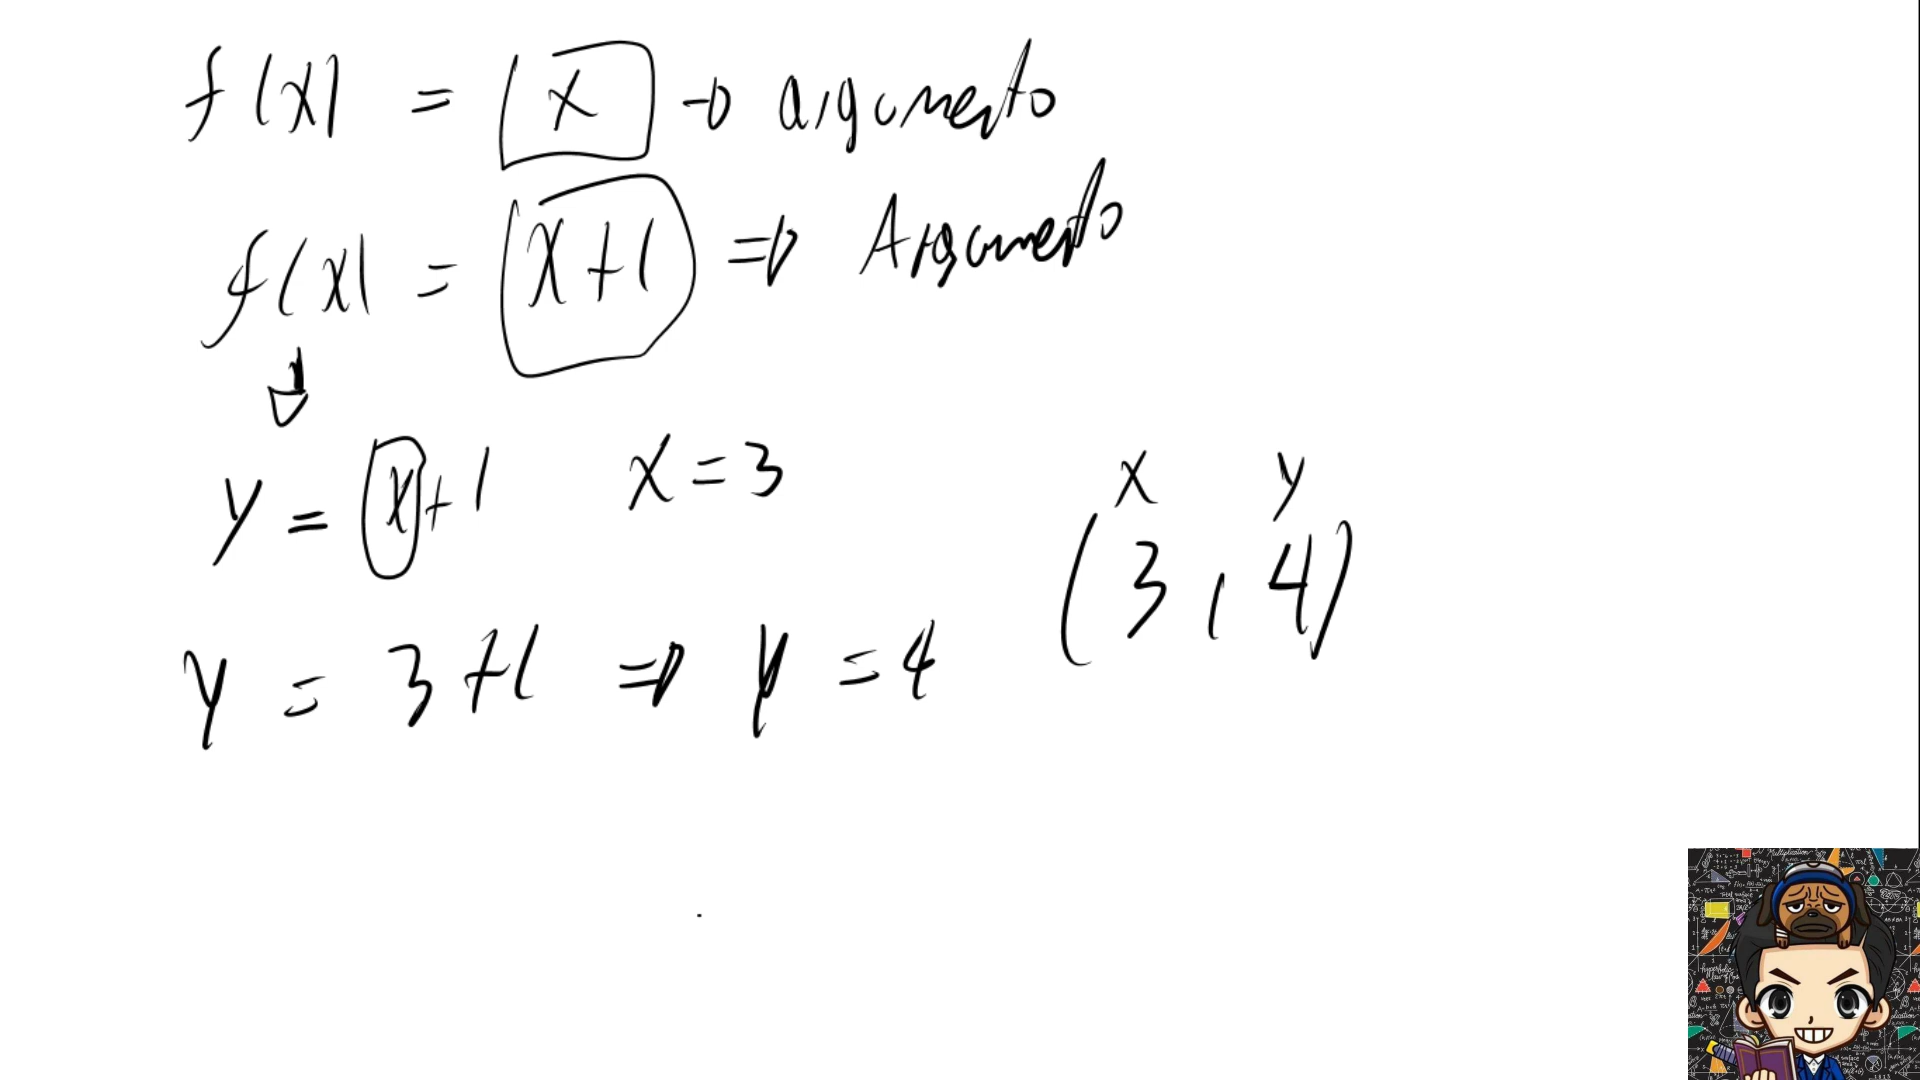 f(x) = x → argumento
f(x) = x+1 ⇒ Argumento
y = x+1 x = 3
x y
(3, 4)
y = 3+1 ⇒ y = 4